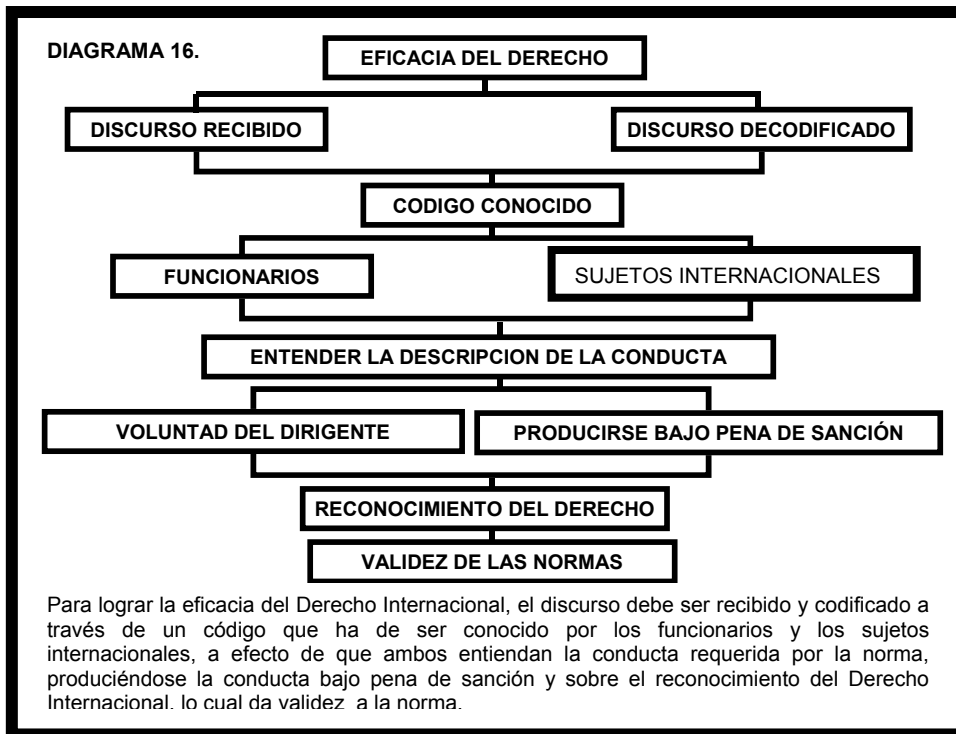 DIAGRAMA 16.
EFICACIA DEL DERECHO
DISCURSO RECIBIDO
DISCURSO DECODIFICADO
CODIGO CONOCIDO
FUNCIONARIOS
SUJETOS INTERNACIONALES
ENTENDER LA DESCRIPCION DE LA CONDUCTA
VOLUNTAD DEL DIRIGENTE
PRODUCIRSE BAJO PENA DE SANCIÓN
RECONOCIMIENTO DEL DERECHO
VALIDEZ DE LAS NORMAS
Para lograr la eficacia del Derecho Internacional, el discurso debe ser recibido y codificado a
través de un código que ha de ser conocido por los funcionarios y los sujetos
internacionales, a efecto de que ambos entiendan la conducta requerida por la norma,
produciéndose la conducta bajo pena de sanción y sobre el reconocimiento del Derecho
Internacional, lo cual da validez a la norma.